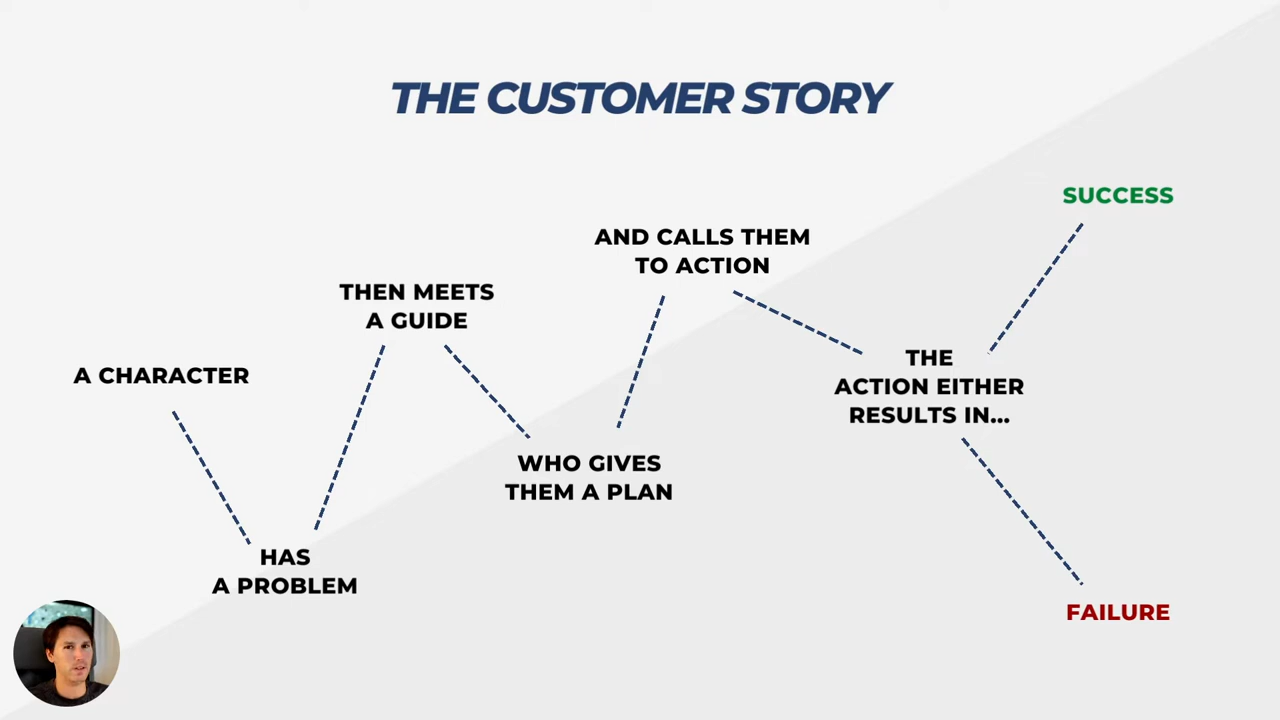 THE CUSTOMER STORY
A CHARACTER
HAS
A PROBLEM
THEN MEETS
A GUIDE
WHO GIVES
THEM A PLAN
AND CALLS THEM
TO ACTION
THE
ACTION EITHER
RESULTS IN...
SUCCESS
FAILURE